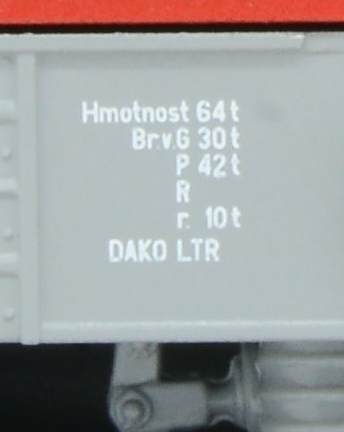 Hmotnost 64 t
Br.v.G 30 t
P 42 t
R
r. 10 t
DAKO LTR